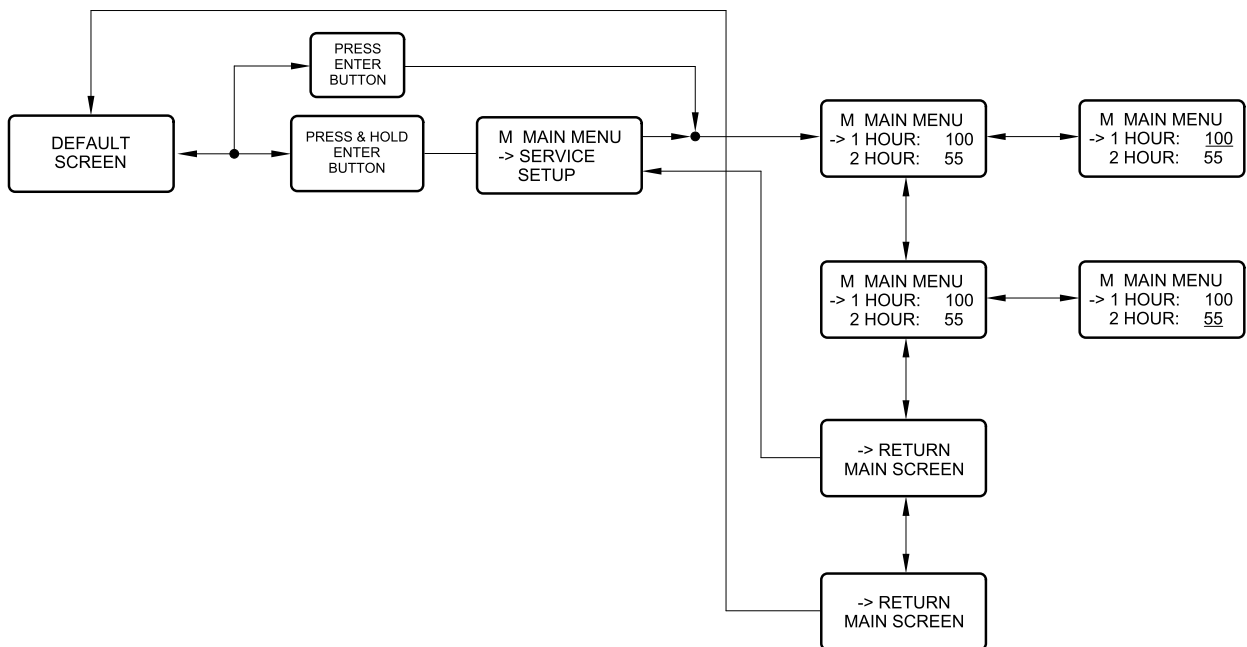 PRESS
ENTER
BUTTON
DEFAULT
SCREEN
PRESS & HOLD
ENTER
BUTTON
M MAIN MENU
-> SERVICE
SETUP
M MAIN MENU
-> 1 HOUR: 100
2 HOUR: 55
M MAIN MENU
-> 1 HOUR: 100
2 HOUR: 55
M MAIN MENU
-> 1 HOUR: 100
2 HOUR: 55
M MAIN MENU
-> 1 HOUR: 100
2 HOUR: 55
-> RETURN
MAIN SCREEN
-> RETURN
MAIN SCREEN